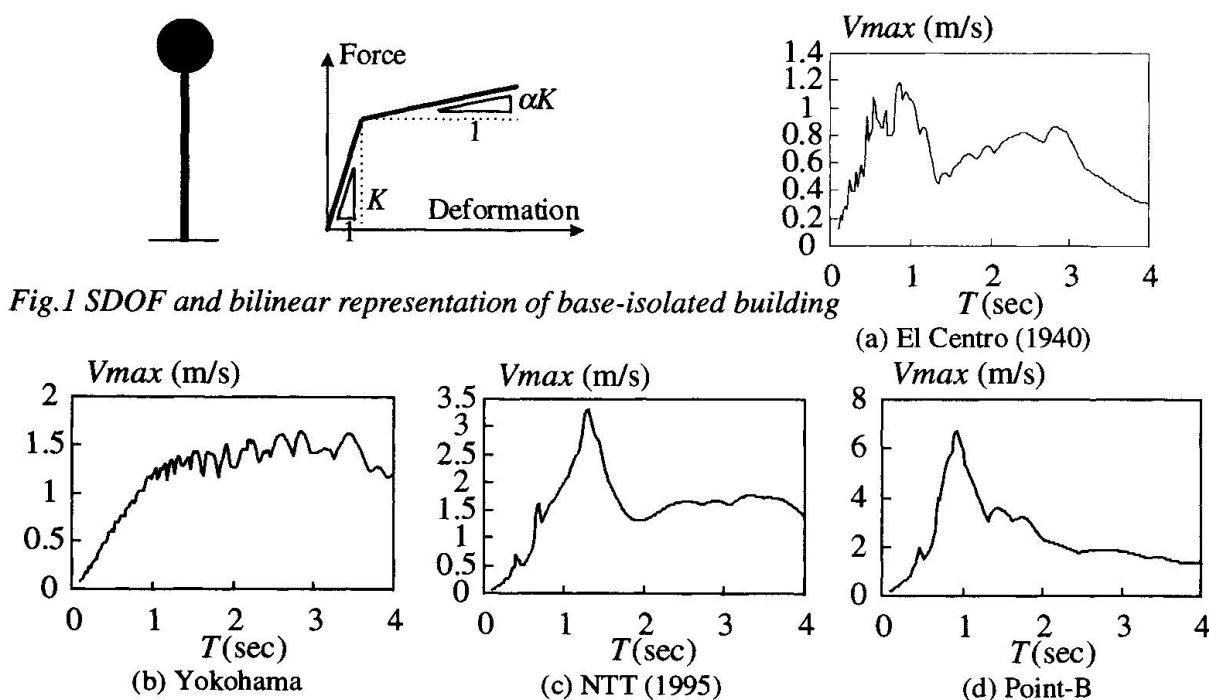 Force
αK
1
K
1
Deformation
Fig.1 SDOF and bilinear representation of base-isolated building
Vmax (m/s)
1.4
1.2
1
0.8
0.6
0.4
0.2
0
0 1 2 3 4
T(sec)
(a) El Centro (1940)
Vmax (m/s)
2
1.5
1
0.5
0
0 1 2 3 4
T(sec)
(b) Yokohama
Vmax (m/s)
3.5
3
2.5
2
1.5
1
0.5
0
0 1 2 3 4
T(sec)
(c) NTT (1995)
Vmax (m/s)
8
6
4
2
0
0 1 2 3 4
T(sec)
(d) Point-B